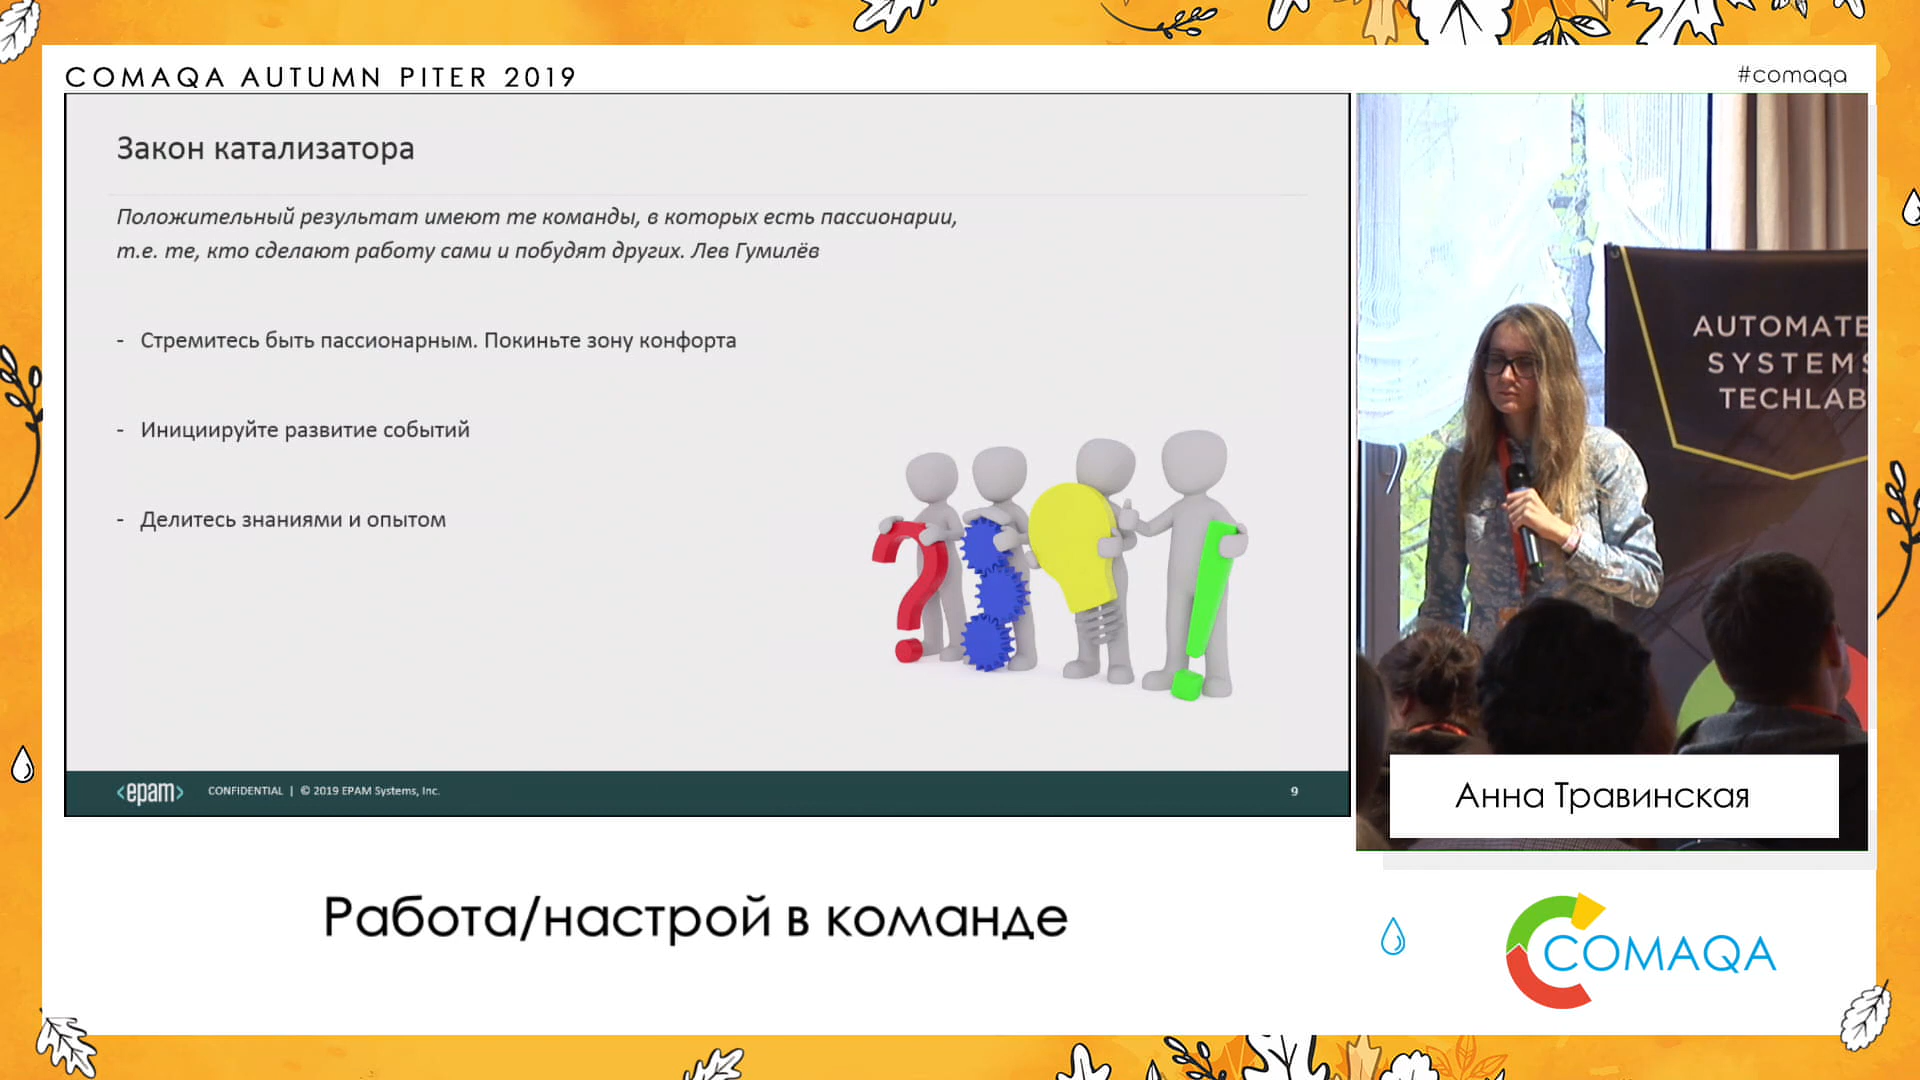 COMAQA AUTUMN PITER 2019
#comaqa
Закон катализатора
Положительный результат имеют те команды, в которых есть пассионарии,
т.е. те, кто сделают работу сами и побудят других. Лев Гумилёв
- Стремитесь быть пассионарным. Покиньте зону конфорта
- Инициируйте развитие событий
- Делитесь знаниями и опытом
<epam> CONFIDENTIAL | © 2019 EPAM Systems, Inc. 9
AUTOMATE
SYSTEMS
TECHLAB
Анна Травинская
Работа/настрой в команде
COMAQA